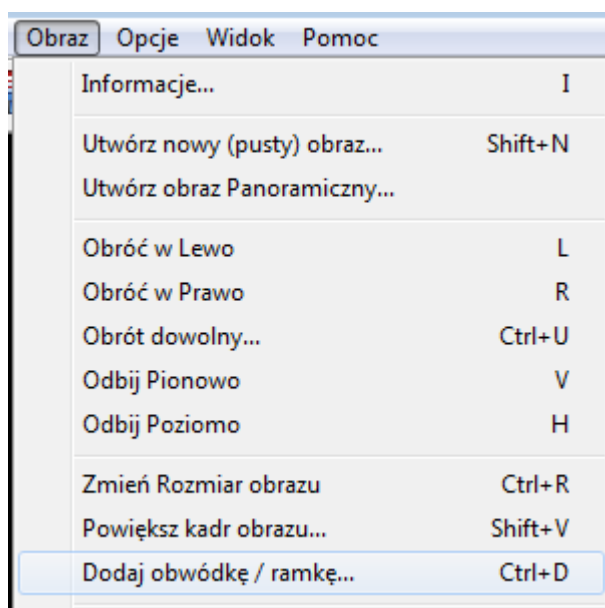 Obraz Opcje Widok Pomoc
Informacje... I
Utwórz nowy (pusty) obraz... Shift+N
Utwórz obraz Panoramiczny...
Obróć w Lewo L
Obróć w Prawo R
Obrót dowolny... Ctrl+U
Odbij Pionowo V
Odbij Poziomo H
Zmień Rozmiar obrazu Ctrl+R
Powiększ kadr obrazu... Shift+V
Dodaj obwódkę / ramkę... Ctrl+D